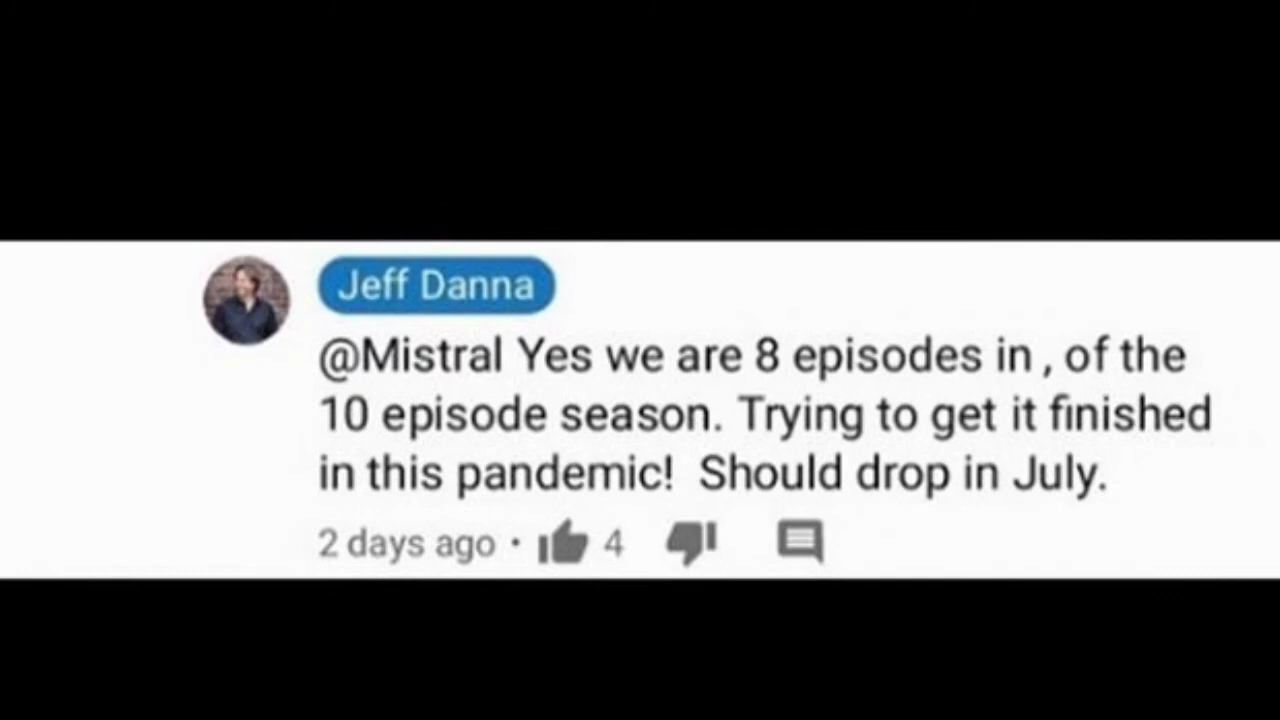 Jeff Danna
@Mistral Yes we are 8 episodes in , of the
10 episode season. Trying to get it finished
in this pandemic!  Should drop in July.
2 days ago · 4